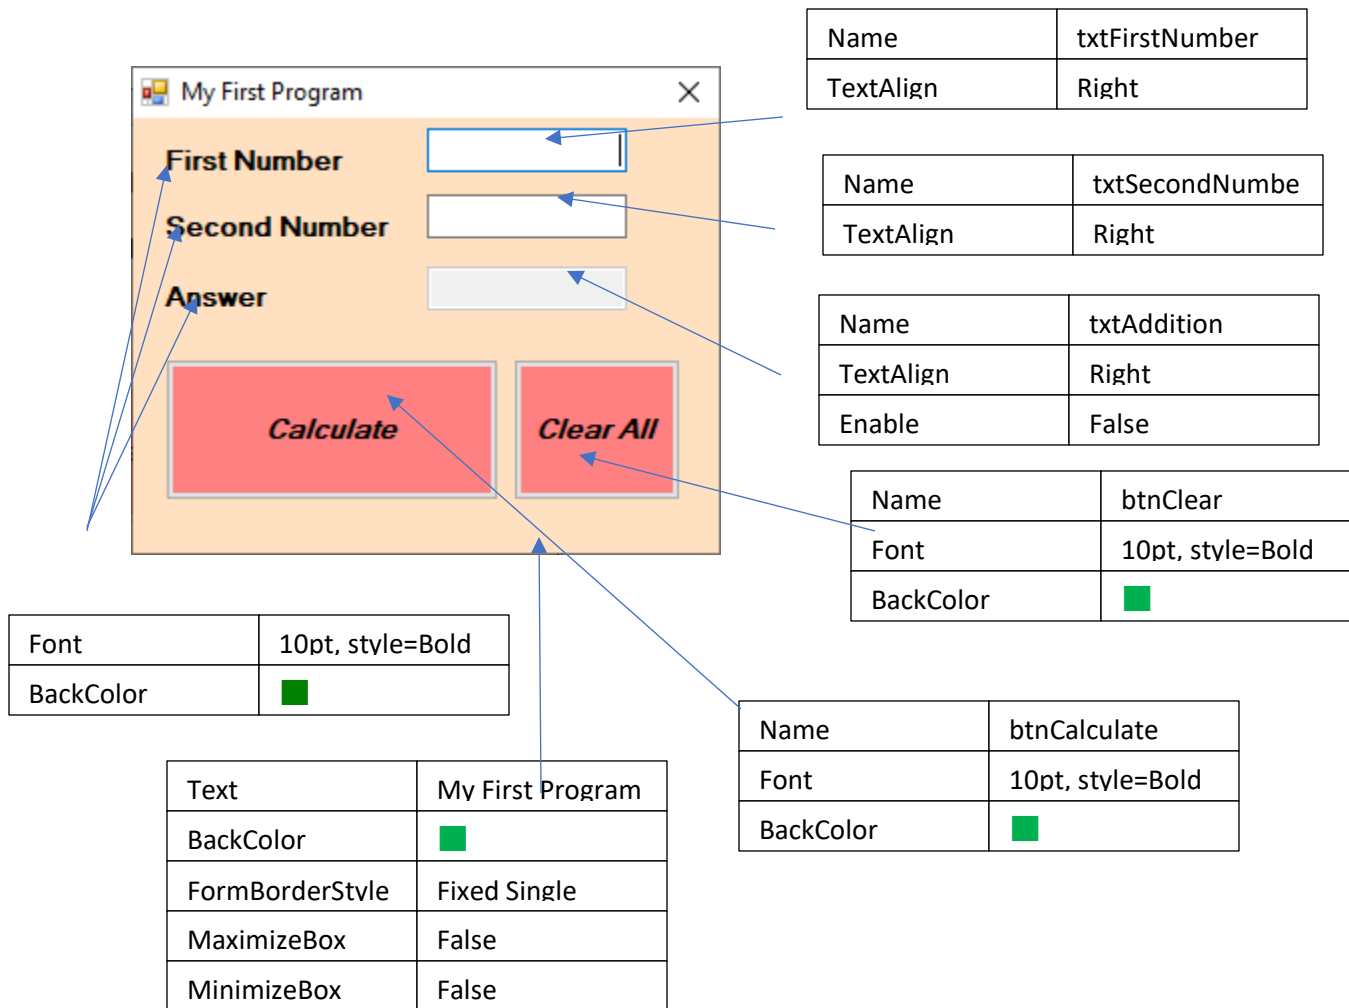 My First Program
First Number
Second Number
Answer
Calculate
Clear All
Name txtFirstNumber
TextAlign Right
Name txtSecondNumbe
TextAlign Right
Name txtAddition
TextAlign Right
Enable False
Name btnClear
Font 10pt, style=Bold
BackColor
Font 10pt, style=Bold
BackColor
Name btnCalculate
Font 10pt, style=Bold
BackColor
Text My First Program
BackColor
FormBorderStyle Fixed Single
MaximizeBox False
MinimizeBox False